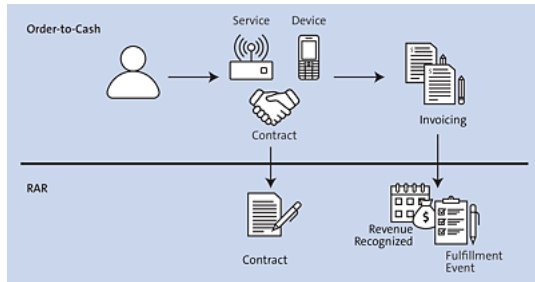 Order-to-Cash
Service
Device
Contract
Invoicing
RAR
Contract
Revenue
Recognized
Fulfillment
Event